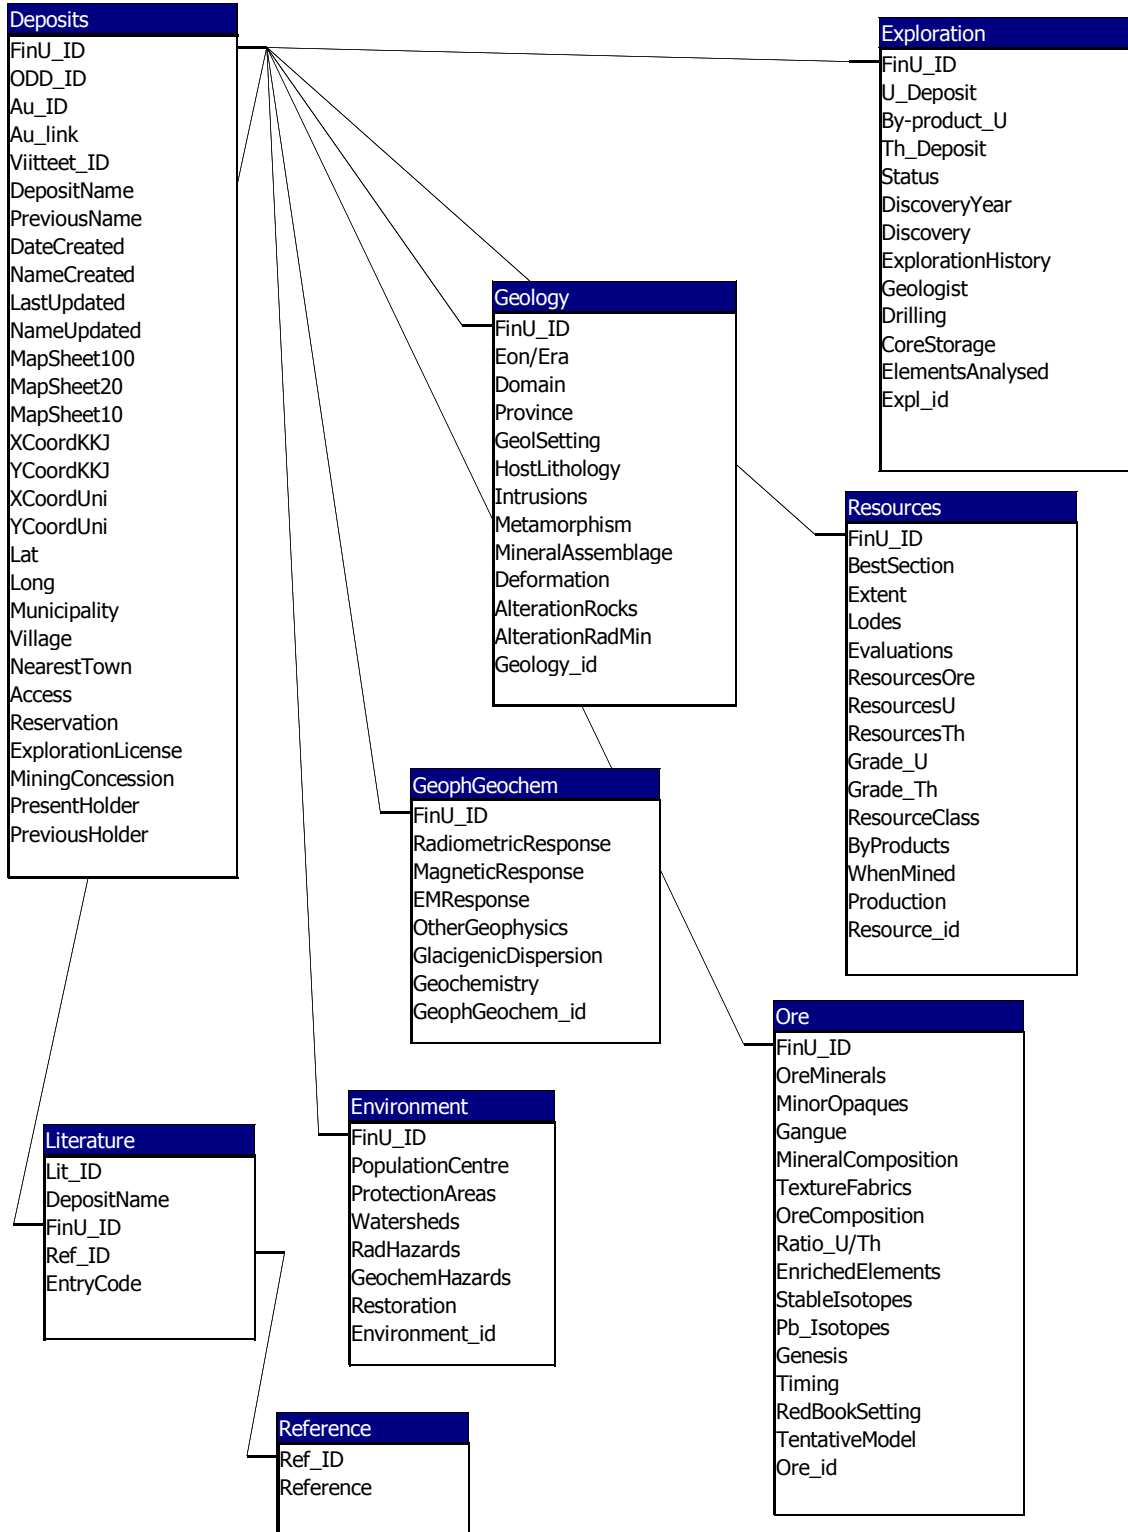 Deposits
FinU_ID
ODD_ID
Au_ID
Au_link
Viitteet_ID
DepositName
PreviousName
DateCreated
NameCreated
LastUpdated
NameUpdated
MapSheet100
MapSheet20
MapSheet10
XCoordKKJ
YCoordKKJ
XCoordUni
YCoordUni
Lat
Long
Municipality
Village
NearestTown
Access
Reservation
ExplorationLicense
MiningConcession
PresentHolder
PreviousHolder
Exploration
FinU_ID
U_Deposit
By-product_U
Th_Deposit
Status
DiscoveryYear
Discovery
ExplorationHistory
Geologist
Drilling
CoreStorage
ElementsAnalysed
Expl_id
Geology
FinU_ID
Eon/Era
Domain
Province
GeolSetting
HostLithology
Intrusions
Metamorphism
MineralAssemblage
Deformation
AlterationRocks
AlterationRadMin
Geology_id
Resources
FinU_ID
BestSection
Extent
Lodes
Evaluations
ResourcesOre
ResourcesU
ResourcesTh
Grade_U
Grade_Th
ResourceClass
ByProducts
WhenMined
Production
Resource_id
GeophGeochem
FinU_ID
RadiometricResponse
MagneticResponse
EMResponse
OtherGeophysics
GlacigenicDispersion
Geochemistry
GeophGeochem_id
Ore
FinU_ID
OreMinerals
MinorOpaques
Gangue
MineralComposition
TextureFabrics
OreComposition
Ratio_U/Th
EnrichedElements
StableIsotopes
Pb_Isotopes
Genesis
Timing
RedBookSetting
TentativeModel
Ore_id
Environment
FinU_ID
PopulationCentre
ProtectionAreas
Watersheds
RadHazards
GeochemHazards
Restoration
Environment_id
Literature
Lit_ID
DepositName
FinU_ID
Ref_ID
EntryCode
Reference
Ref_ID
Reference